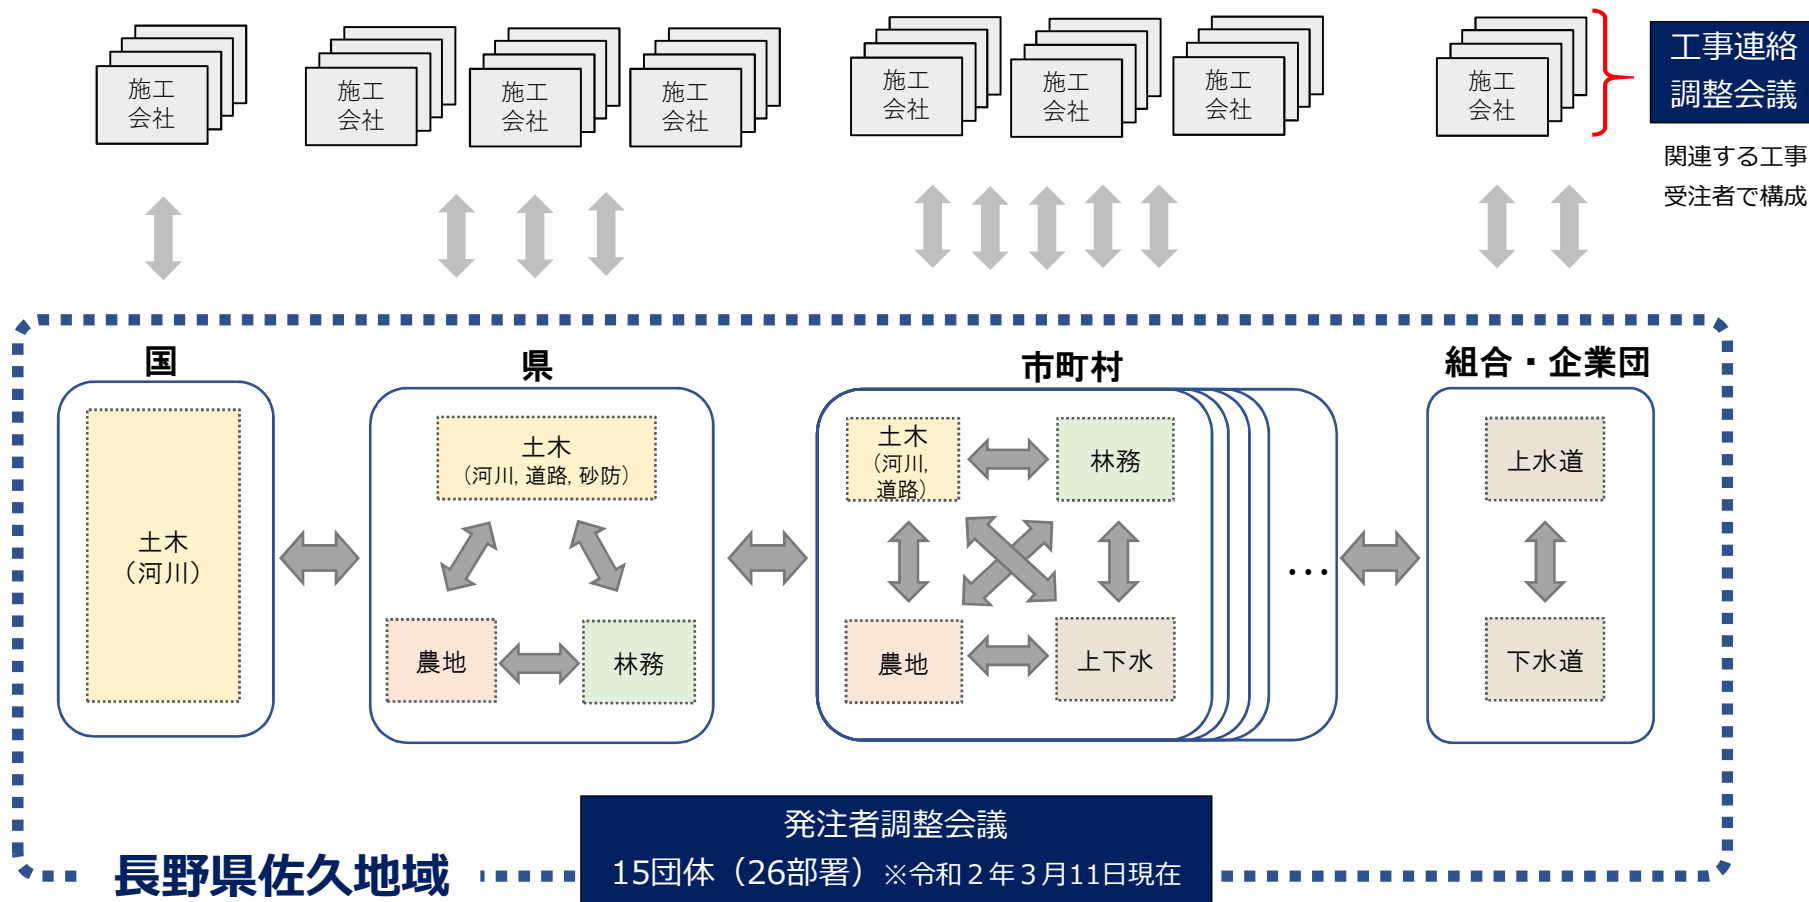 施工
会社
施工
会社
施工
会社
施工
会社
施工
会社
施工
会社
施工
会社
施工
会社
工事連絡
調整会議
関連する工事
受注者で構成
国
土木
（河川）
県
土木
（河川, 道路, 砂防）
農地
林務
市町村
土木
（河川,
道路）
林務
農地
上下水
…
組合・企業団
上水道
下水道
長野県佐久地域
発注者調整会議
15団体（26部署）※令和２年３月11日現在